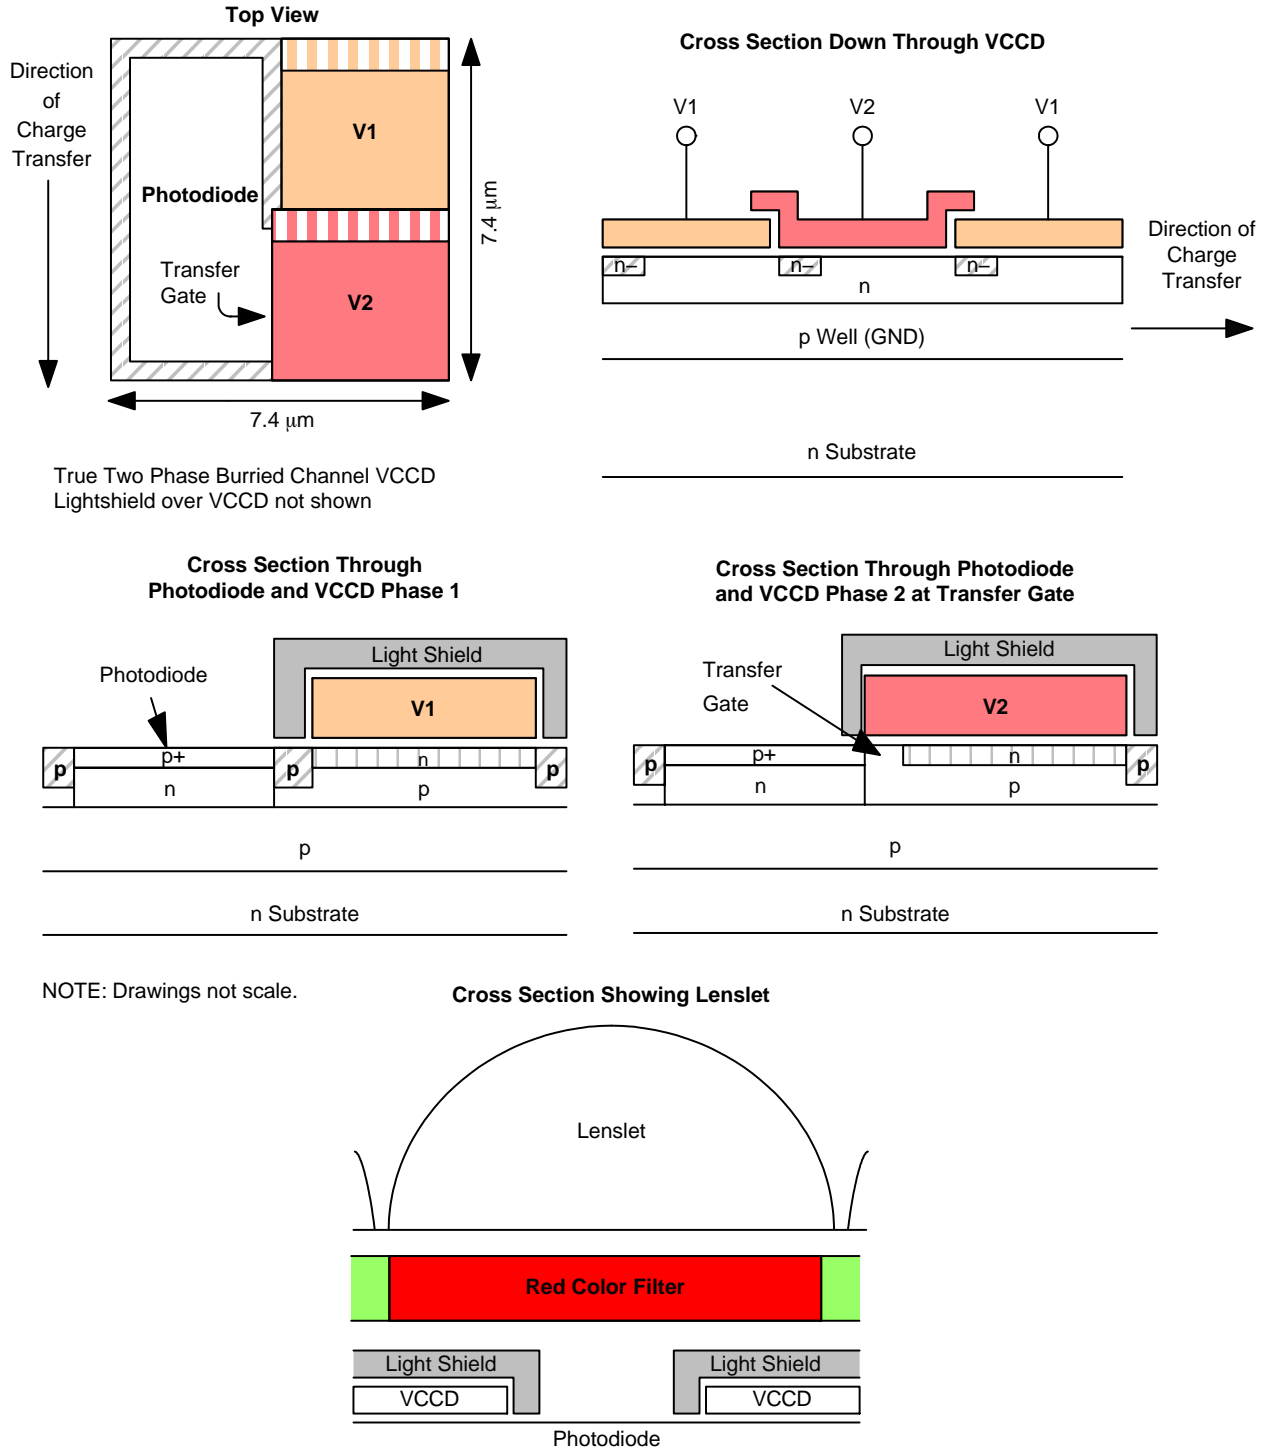 Top View
Direction
of
Charge
Transfer
V1
Photodiode
Transfer
Gate
V2
7.4 μm
7.4 μm
True Two Phase Burried Channel VCCD
Lightshield over VCCD not shown
Cross Section Down Through VCCD
V1
V2
V1
n–
n–
n–
n
p Well (GND)
n Substrate
Direction of
Charge
Transfer
Cross Section Through
Photodiode and VCCD Phase 1
Photodiode
Light Shield
V1
p
p+
p
n
p
n
p
p
n Substrate
Cross Section Through Photodiode
and VCCD Phase 2 at Transfer Gate
Transfer
Gate
Light Shield
V2
p
p+
n
p
n
p
p
n Substrate
NOTE: Drawings not scale.
Cross Section Showing Lenslet
Lenslet
Red Color Filter
Light Shield
Light Shield
VCCD
VCCD
Photodiode